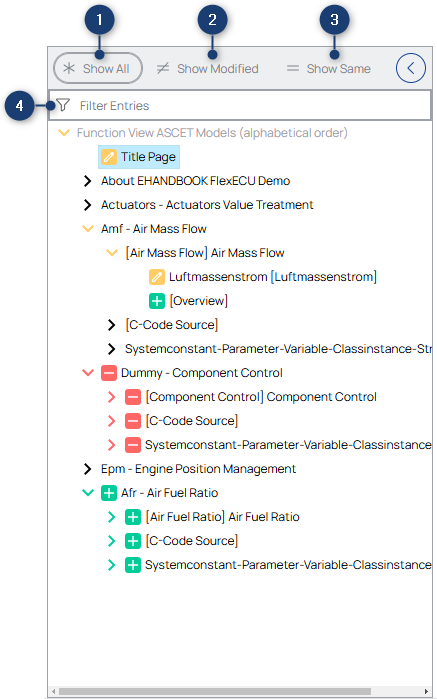 1 2 3
Show All Show Modified Show Same
4 Filter Entries
Function View ASCET Models (alphabetical order)
Title Page
About EHANDBOOK FlexECU Demo
Actuators - Actuators Value Treatment
Amf - Air Mass Flow
[Air Mass Flow] Air Mass Flow
Luftmassenstrom [Luftmassenstrom]
[Overview]
[C-Code Source]
Systemconstant-Parameter-Variable-Classinstance-Str
Dummy - Component Control
[Component Control] Component Control
[C-Code Source]
Systemconstant-Parameter-Variable-Classinstance
Epm - Engine Position Management
Afr - Air Fuel Ratio
[Air Fuel Ratio] Air Fuel Ratio
[C-Code Source]
Systemconstant-Parameter-Variable-Classinstance